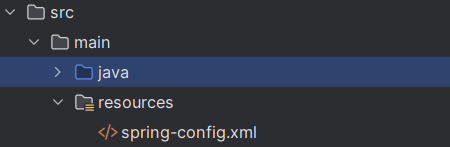 src
main
java
resources
spring-config.xml